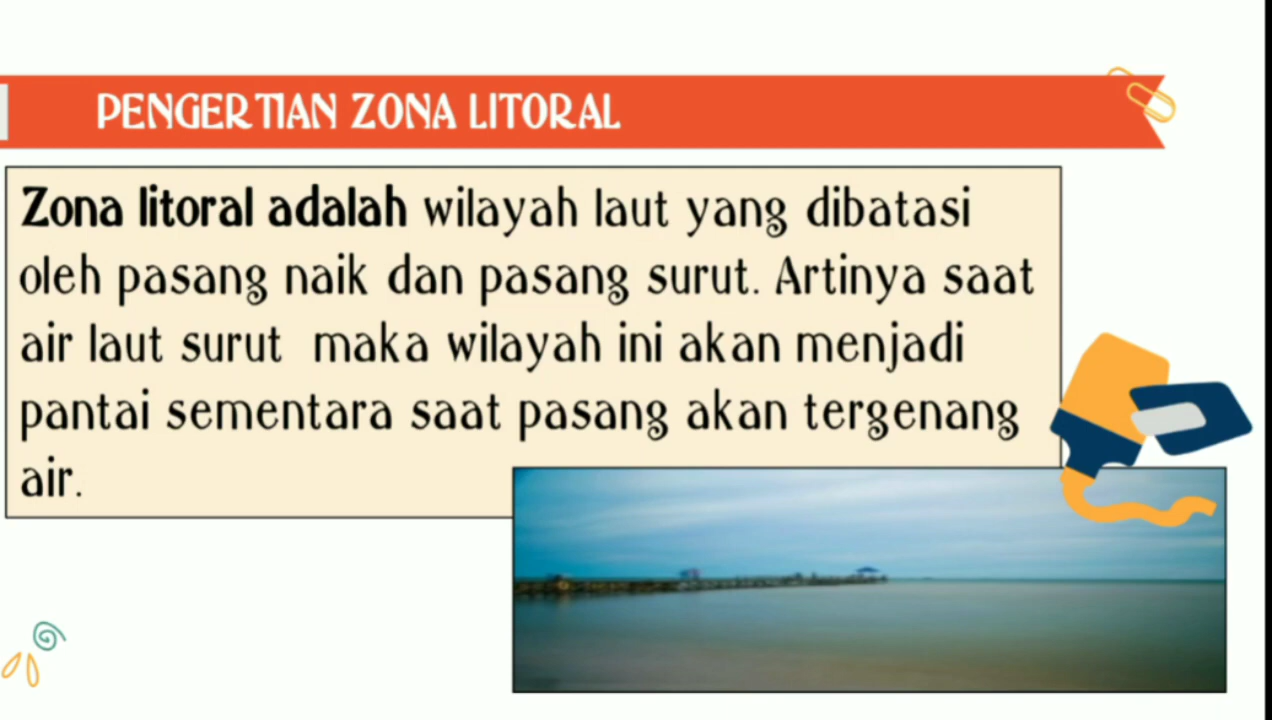 PENGERTIAN ZONA LITORAL
Zona litoral adalah wilayah laut yang dibatasi
oleh pasang naik dan pasang surut. Artinya saat
air laut surut maka wilayah ini akan menjadi
pantai sementara saat pasang akan tergenang
air.